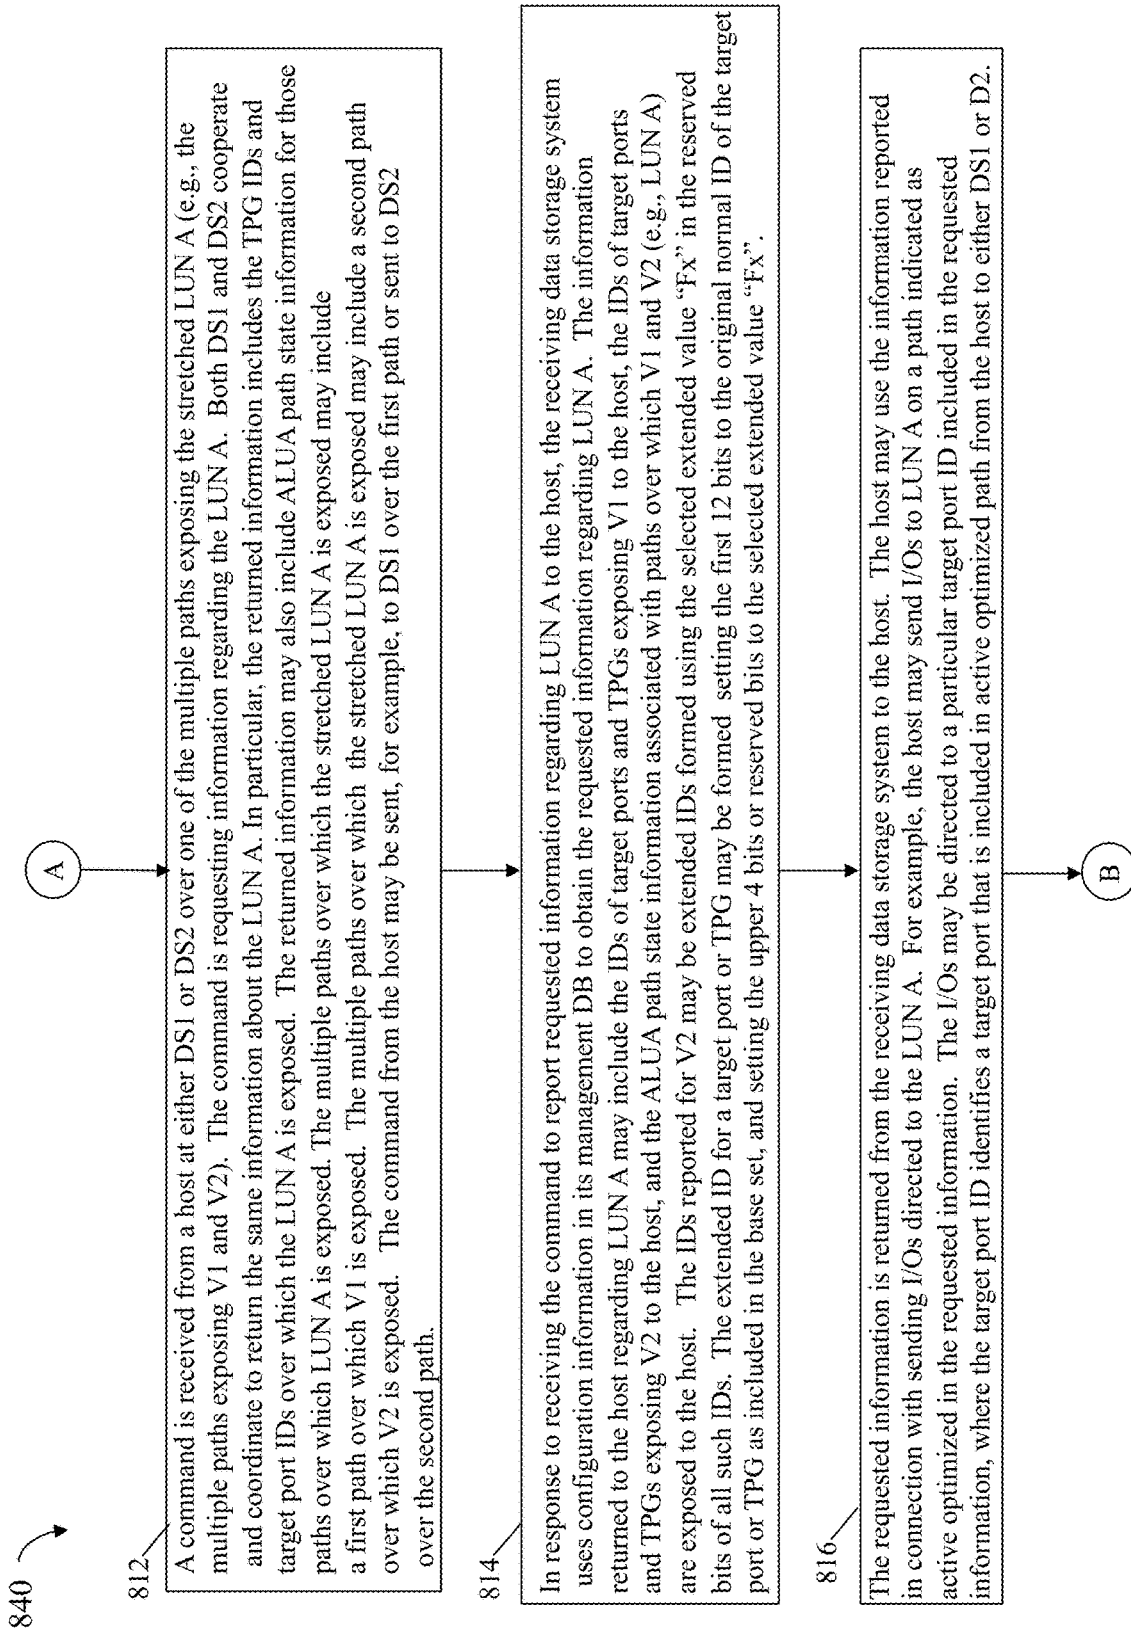 840
A
812
A command is received from a host at either DS1 or DS2 over one of the multiple paths exposing the stretched LUN A (e.g., the
multiple paths exposing V1 and V2). The command is requesting information regarding the LUN A. Both DS1 and DS2 cooperate
and coordinate to return the same information about the LUN A. In particular, the returned information includes the TPG IDs and
target port IDs over which the LUN A is exposed. The returned information may also include ALUA path state information for those
paths over which LUN A is exposed. The multiple paths over which the stretched LUN A is exposed may include
a first path over which V1 is exposed. The multiple paths over which the stretched LUN A is exposed may include a second path
over which V2 is exposed. The command from the host may be sent, for example, to DS1 over the first path or sent to DS2
over the second path.
814
In response to receiving the command to report requested information regarding LUN A to the host, the receiving data storage system
uses configuration information in its management DB to obtain the requested information regarding LUN A. The information
returned to the host regarding LUN A may include the IDs of target ports and TPGs exposing V1 to the host, the IDs of target ports
and TPGs exposing V2 to the host, and the ALUA path state information associated with paths over which V1 and V2 (e.g., LUN A)
are exposed to the host. The IDs reported for V2 may be extended IDs formed using the selected extended value “Fx” in the reserved
bits of all such IDs. The extended ID for a target port or TPG may be formed setting the first 12 bits to the original normal ID of the target
port or TPG as included in the base set, and setting the upper 4 bits or reserved bits to the selected extended value “Fx”.
816
The requested information is returned from the receiving data storage system to the host. The host may use the information reported
in connection with sending I/Os directed to the LUN A. For example, the host may send I/Os to LUN A on a path indicated as
active optimized in the requested information. The I/Os may be directed to a particular target port ID included in the requested
information, where the target port ID identifies a target port that is included in active optimized path from the host to either DS1 or D2.
B